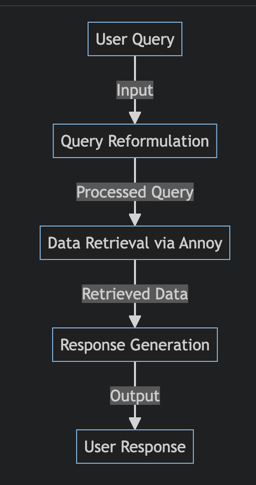 User Query
Input
Query Reformulation
Processed Query
Data Retrieval via Annoy
Retrieved Data
Response Generation
Output
User Response